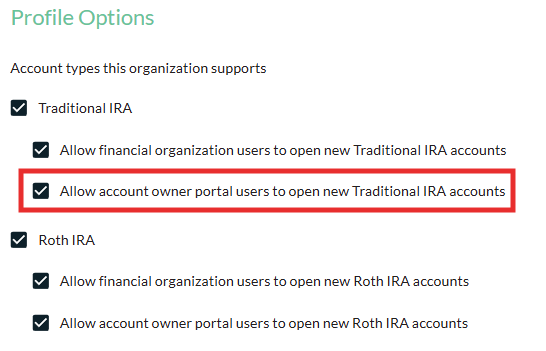 Profile Options
Account types this organization supports
Traditional IRA
Allow financial organization users to open new Traditional IRA accounts
Allow account owner portal users to open new Traditional IRA accounts
Roth IRA
Allow financial organization users to open new Roth IRA accounts
Allow account owner portal users to open new Roth IRA accounts